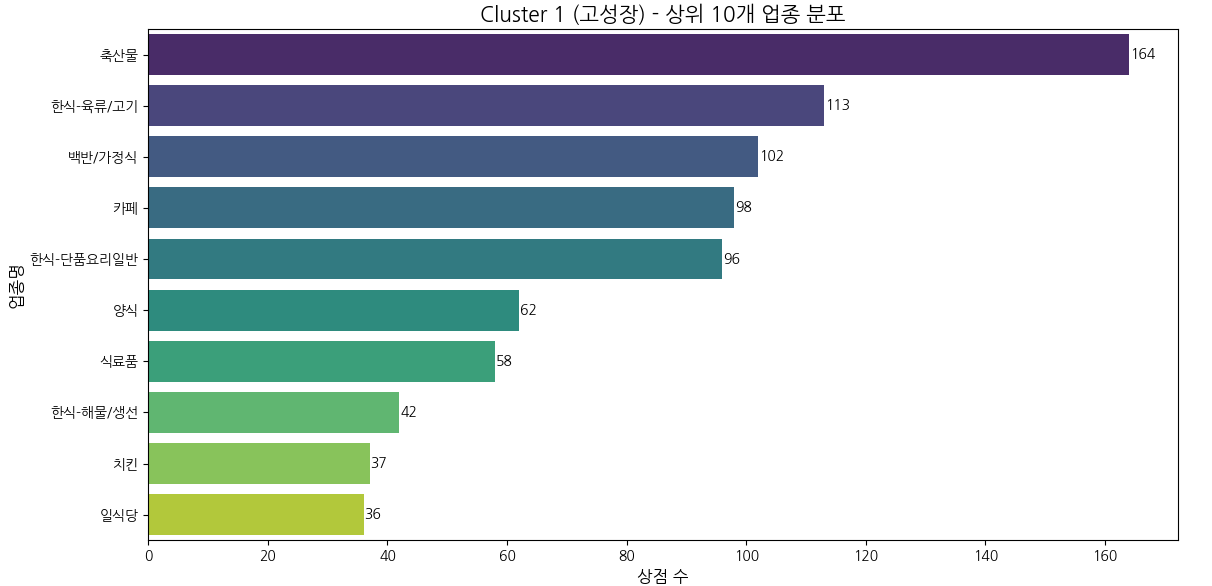 Cluster 1 (고성장) - 상위 10개 업종 분포
업종명
축산물 164
한식-육류/고기 113
백반/가정식 102
카페 98
한식-단품요리일반 96
양식 62
식료품 58
한식-해물/생선 42
치킨 37
일식당 36
0 20 40 60 80 100 120 140 160
상점 수